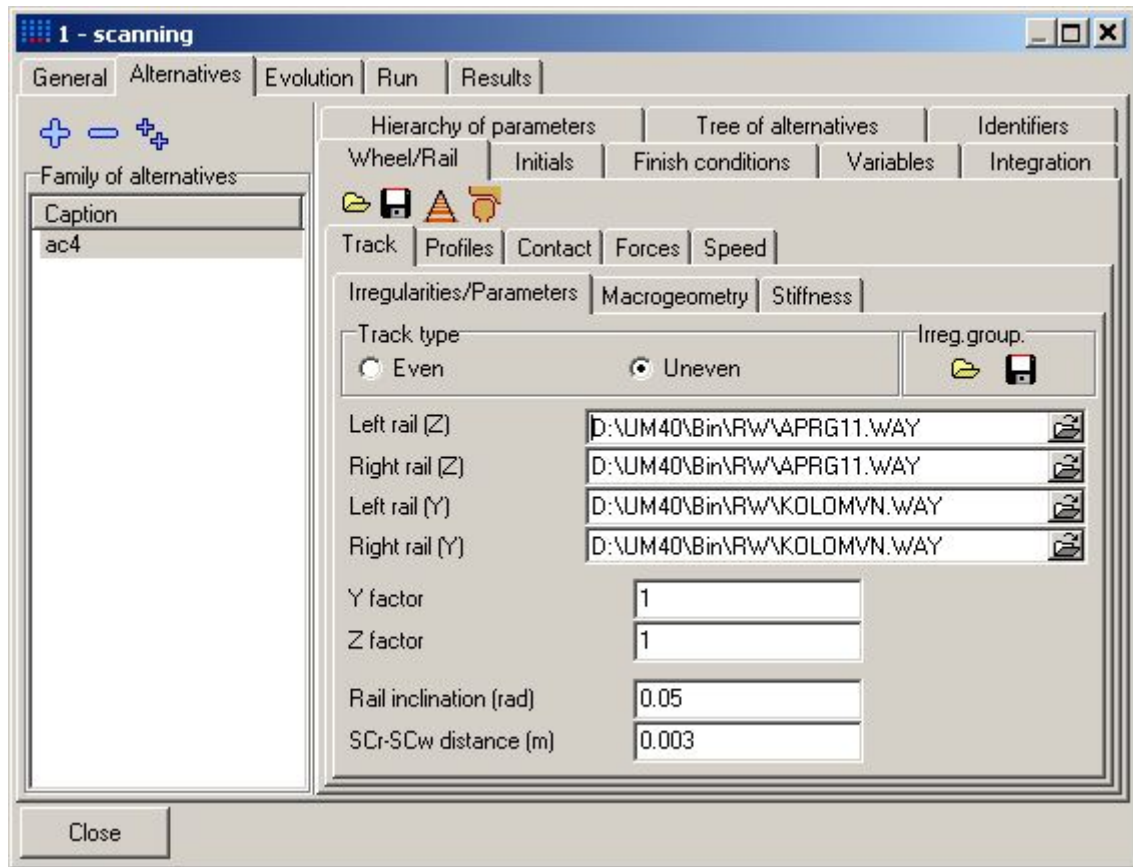 1 - scanning
General Alternatives Evolution Run Results
Hierarchy of parameters Tree of alternatives Identifiers
Wheel/Rail Initials Finish conditions Variables Integration
Family of alternatives
Caption
ac4
Track Profiles Contact Forces Speed
Irregularities/Parameters Macrogeometry Stiffness
Track type Irreg.group.
Even Uneven
Left rail (Z) D:\UM40\Bin\RW\APRG11.WAY
Right rail (Z) D:\UM40\Bin\RW\APRG11.WAY
Left rail (Y) D:\UM40\Bin\RW\KOLOMVN.WAY
Right rail (Y) D:\UM40\Bin\RW\KOLOMVN.WAY
Y factor 1
Z factor 1
Rail inclination (rad) 0.05
SCr-SCw distance (m) 0.003
Close